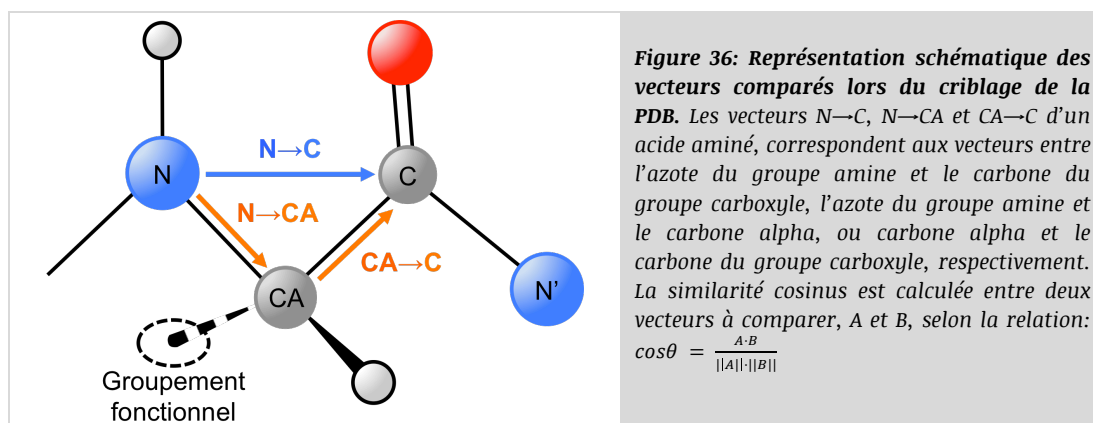 N→C
N
C
N→CA
CA→C
CA
N'
Groupement
fonctionnel
Figure 36: Représentation schématique des
vecteurs comparés lors du criblage de la
PDB. Les vecteurs N→C, N→CA et CA→C d'un
acide aminé, correspondent aux vecteurs entre
l'azote du groupe amine et le carbone du
groupe carboxyle, l'azote du groupe amine et
le carbone alpha, ou carbone alpha et le
carbone du groupe carboxyle, respectivement.
La similarité cosinus est calculée entre deux
vecteurs à comparer, A et B, selon la relation:
cosθ = A·B / ||A||·||B||